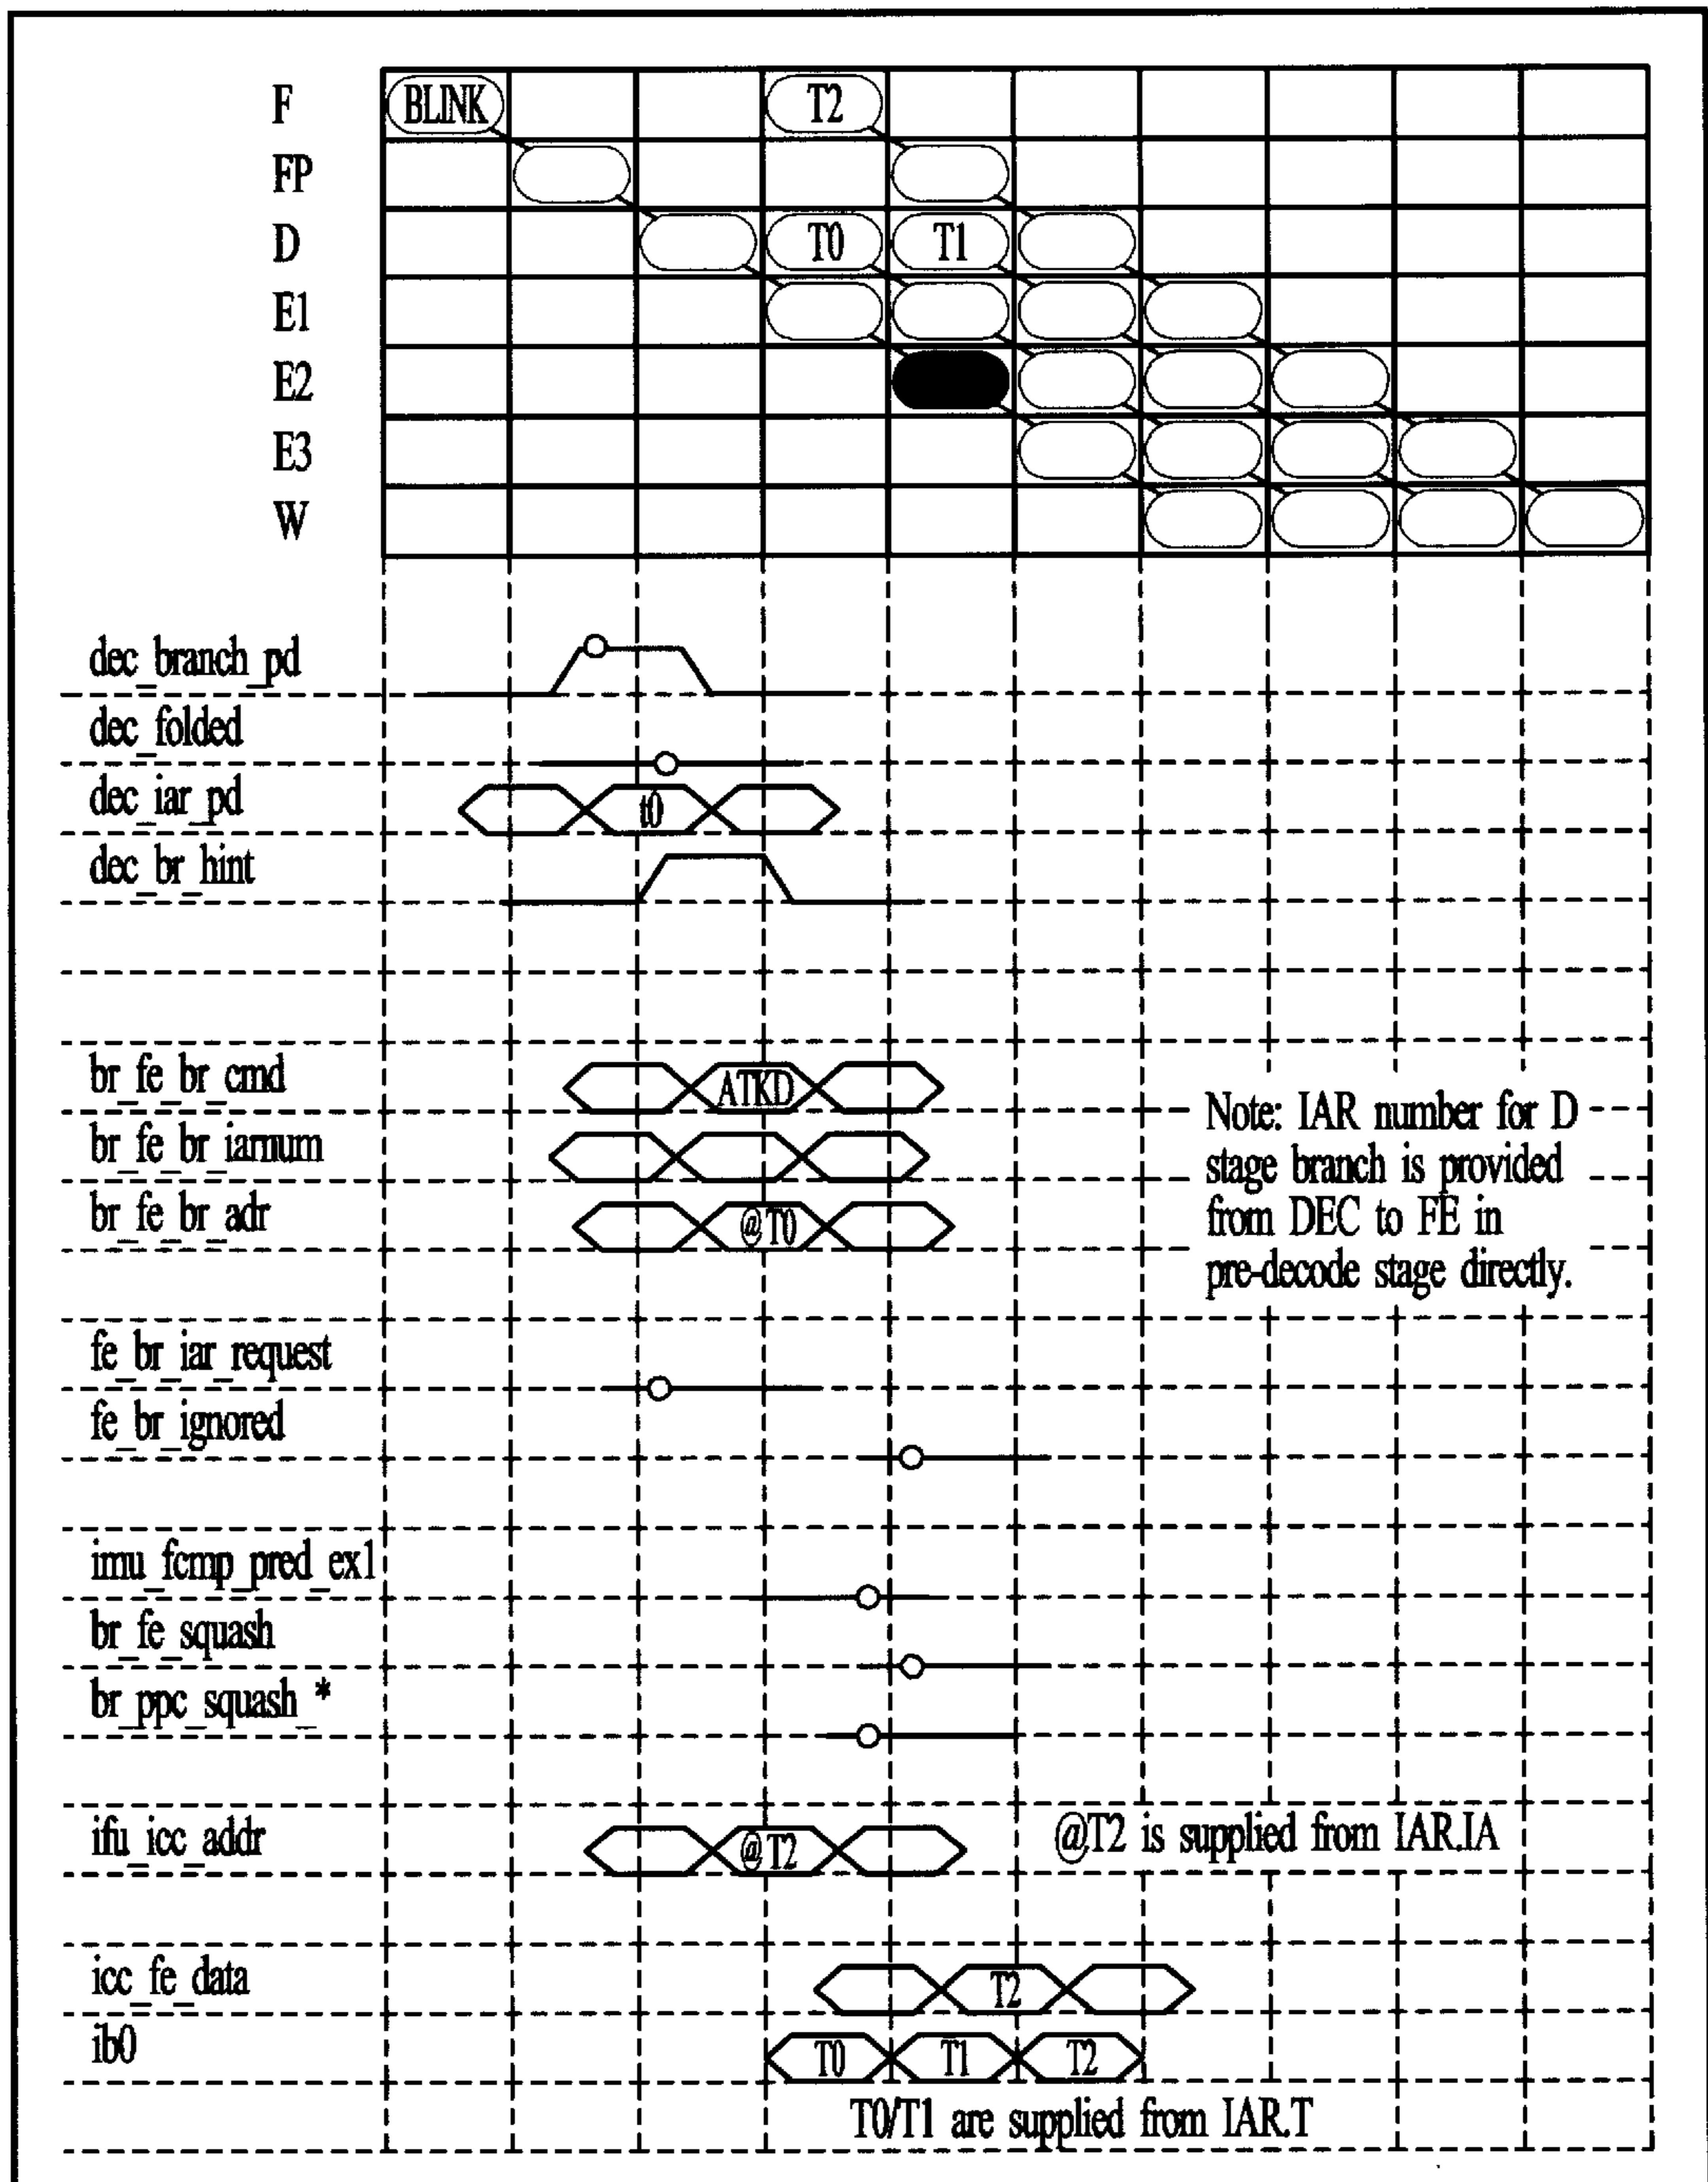 F BLINK T2
FP
D T0 T1
E1
E2
E3
W
dec_branch_pd
dec_folded
dec_iar_pd t0
dec_br_hint
br_fe_br_cmd ATKD
br_fe_br_iarnum
br_fe_br_adr @T0
Note: IAR number for D
stage branch is provided
from DEC to FE in
pre-decode stage directly.
fe_br_iar_request
fe_br_ignored
imu_fcmp_pred_ex1
br_fe_squash
br_ppc_squash_*
ifu_icc_addr @T2 @T2 is supplied from IAR.IA
icc_fe_data T2
ib0 T0 T1 T2
T0/T1 are supplied from IAR.T